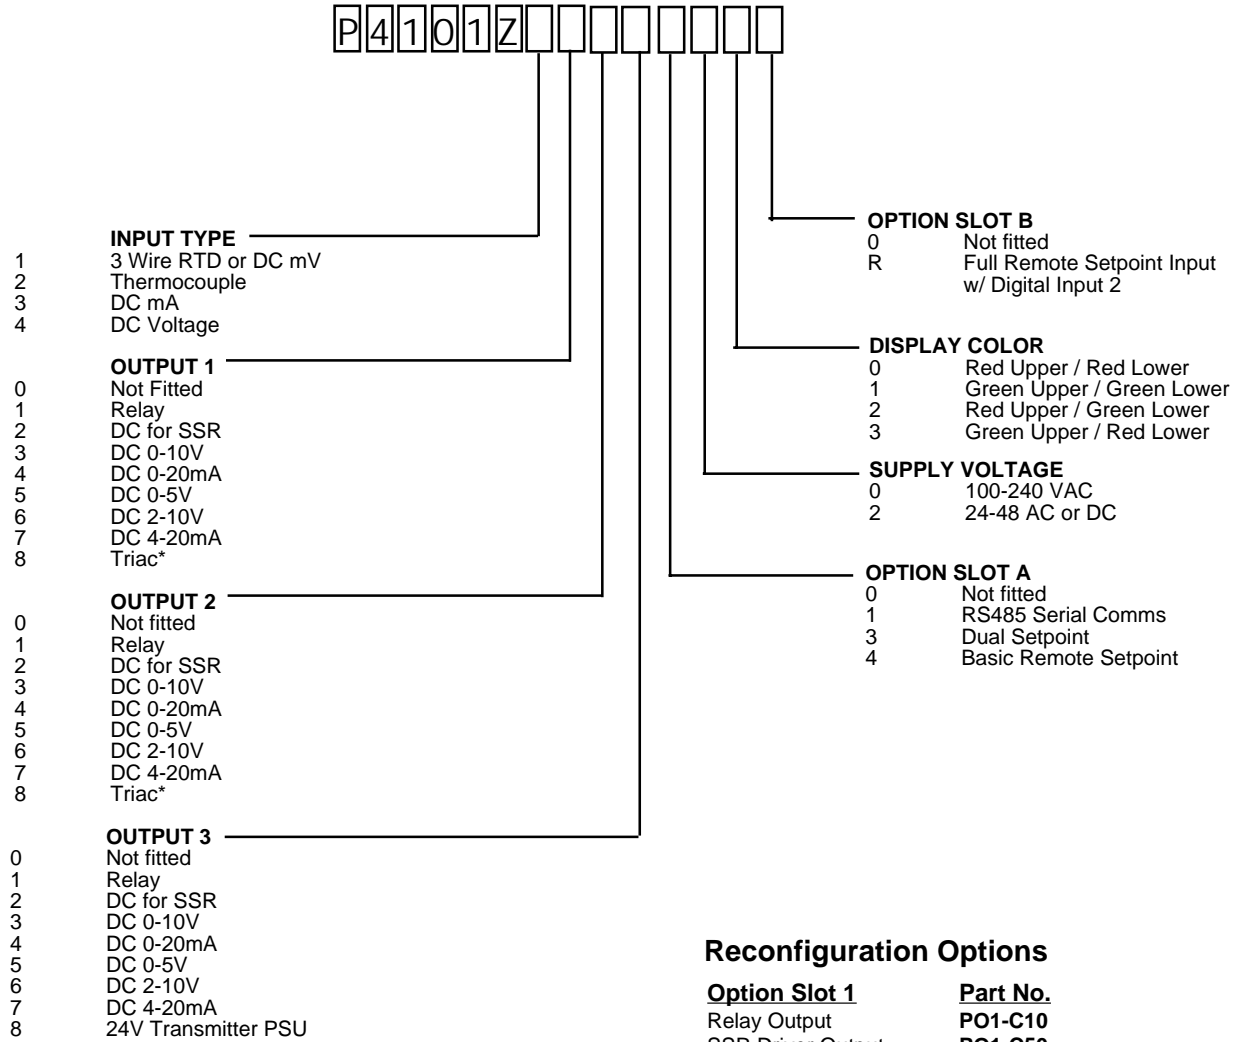 P4101Z
INPUT TYPE
1 3 Wire RTD or DC mV
2 Thermocouple
3 DC mA
4 DC Voltage
OUTPUT 1
0 Not Fitted
1 Relay
2 DC for SSR
3 DC 0-10V
4 DC 0-20mA
5 DC 0-5V
6 DC 2-10V
7 DC 4-20mA
8 Triac*
OUTPUT 2
0 Not fitted
1 Relay
2 DC for SSR
3 DC 0-10V
4 DC 0-20mA
5 DC 0-5V
6 DC 2-10V
7 DC 4-20mA
8 Triac*
OUTPUT 3
0 Not fitted
1 Relay
2 DC for SSR
3 DC 0-10V
4 DC 0-20mA
5 DC 0-5V
6 DC 2-10V
7 DC 4-20mA
8 24V Transmitter PSU
OPTION SLOT B
0 Not fitted
R Full Remote Setpoint Input
w/ Digital Input 2
DISPLAY COLOR
0 Red Upper / Red Lower
1 Green Upper / Green Lower
2 Red Upper / Green Lower
3 Green Upper / Red Lower
SUPPLY VOLTAGE
0 100-240 VAC
2 24-48 AC or DC
OPTION SLOT A
0 Not fitted
1 RS485 Serial Comms
3 Dual Setpoint
4 Basic Remote Setpoint
Reconfiguration Options
Option Slot 1 Part No.
Relay Output PO1-C10
SSR Driver Output PO1-C50